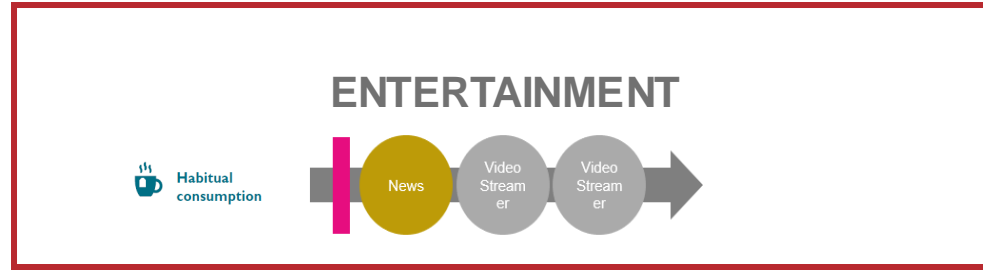 ENTERTAINMENT
Habitual
consumption
News
Video
Stream
er
Video
Stream
er